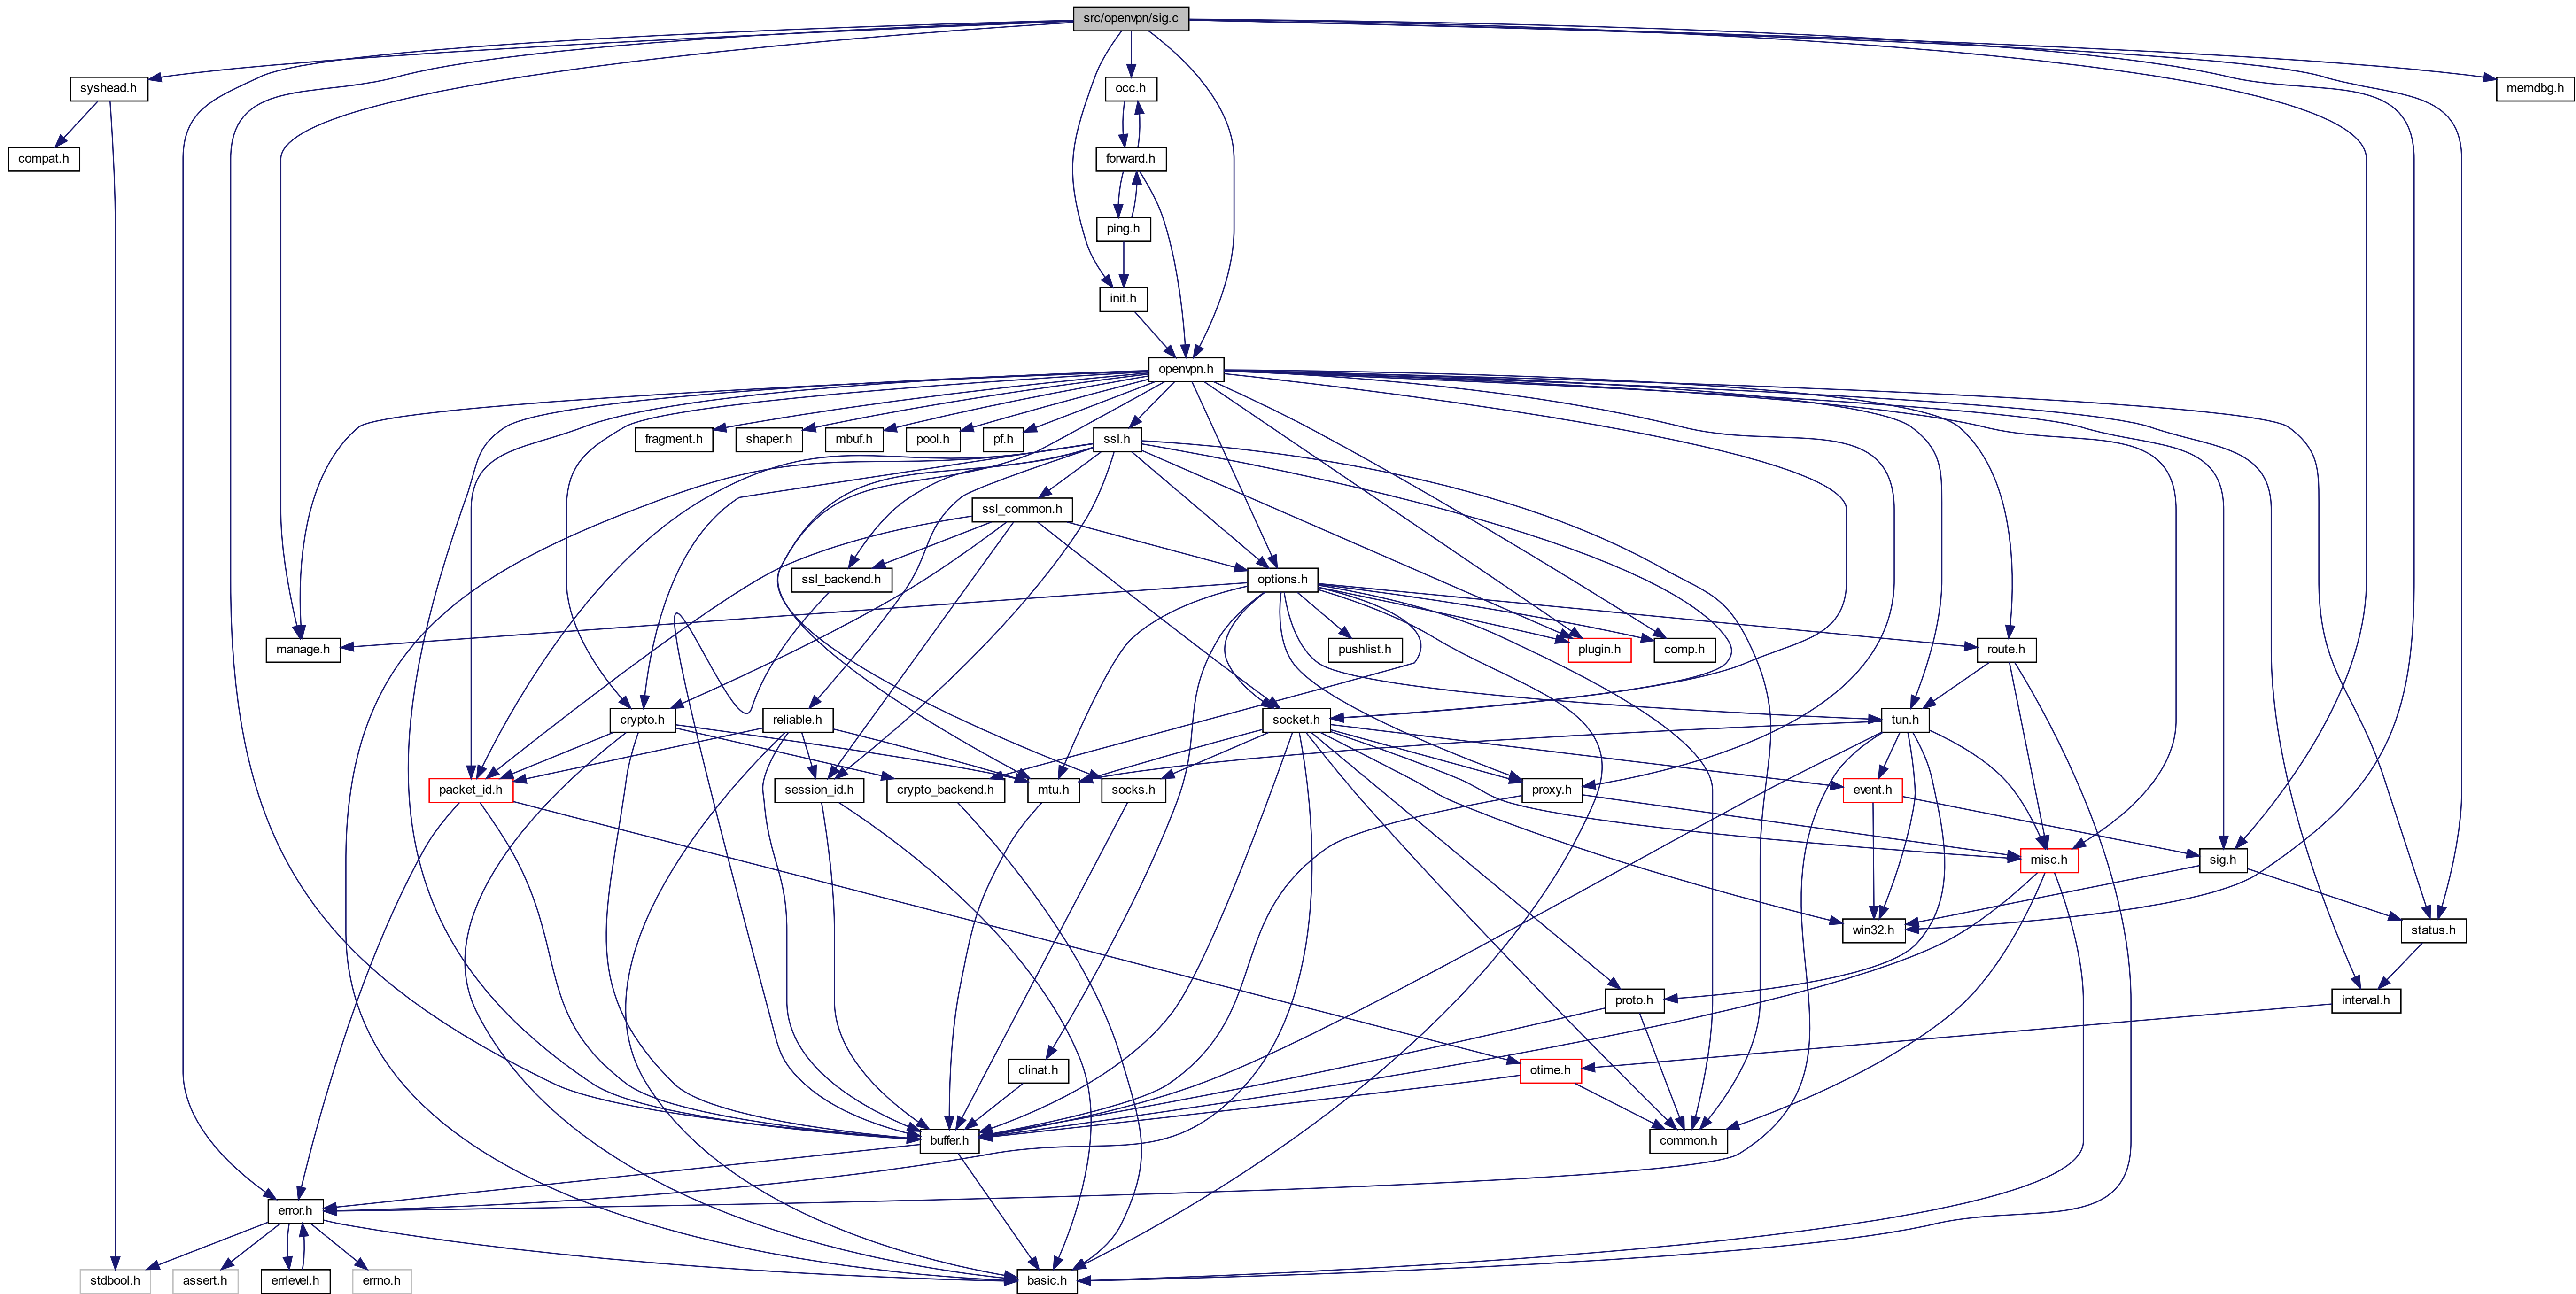 src/openvpn/sig.c
syshead.h
occ.h
memdbg.h
compat.h
forward.h
ping.h
init.h
openvpn.h
fragment.h
shaper.h
mbuf.h
pool.h
pf.h
ssl.h
ssl_common.h
ssl_backend.h
options.h
manage.h
pushlist.h
plugin.h
comp.h
route.h
crypto.h
reliable.h
socket.h
tun.h
packet_id.h
session_id.h
crypto_backend.h
mtu.h
socks.h
proxy.h
event.h
misc.h
sig.h
win32.h
status.h
proto.h
interval.h
clinat.h
otime.h
buffer.h
common.h
error.h
stdbool.h
assert.h
errlevel.h
errno.h
basic.h